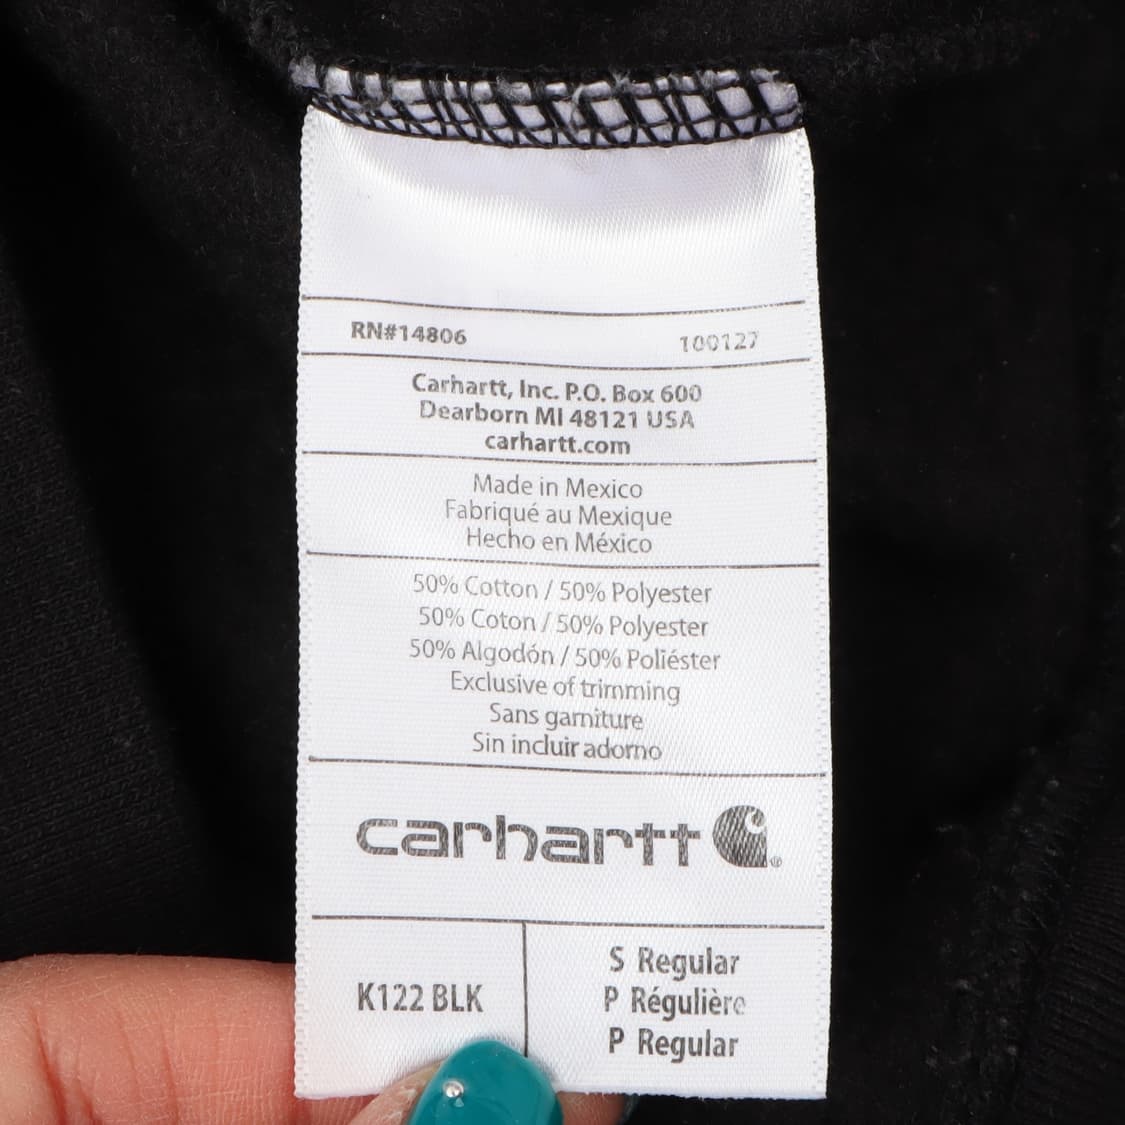 RN#14806 100127
Carhartt, Inc. P.O. Box 600
Dearborn MI 48121 USA
carhartt.com
Made in Mexico
Fabriqué au Mexique
Hecho en México
50% Cotton / 50% Polyester
50% Coton / 50% Polyester
50% Algodón / 50% Poliéster
Exclusive of trimming
Sans garniture
Sin incluir adorno
carhartt ®
K122 BLK
S Regular
P Régulière
P Regular